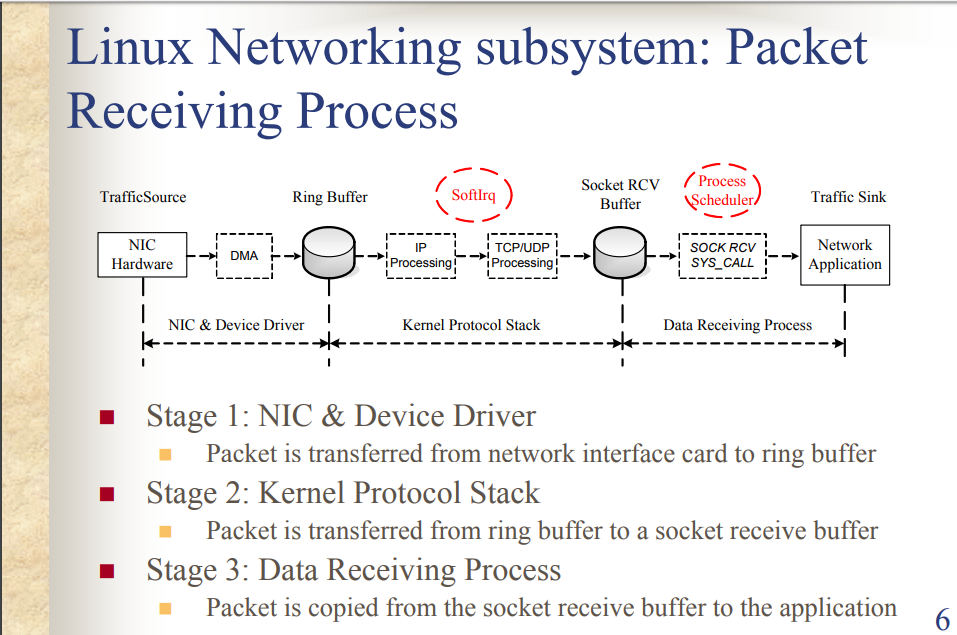 Linux Networking subsystem: Packet
Receiving Process
TrafficSource
Ring Buffer
SoftIrq
Socket RCV
Buffer
Process
Scheduler
Traffic Sink
NIC
Hardware
DMA
IP
Processing
TCP/UDP
Processing
SOCK RCV
SYS_CALL
Network
Application
NIC & Device Driver
Kernel Protocol Stack
Data Receiving Process
Stage 1: NIC & Device Driver
Packet is transferred from network interface card to ring buffer
Stage 2: Kernel Protocol Stack
Packet is transferred from ring buffer to a socket receive buffer
Stage 3: Data Receiving Process
Packet is copied from the socket receive buffer to the application
6